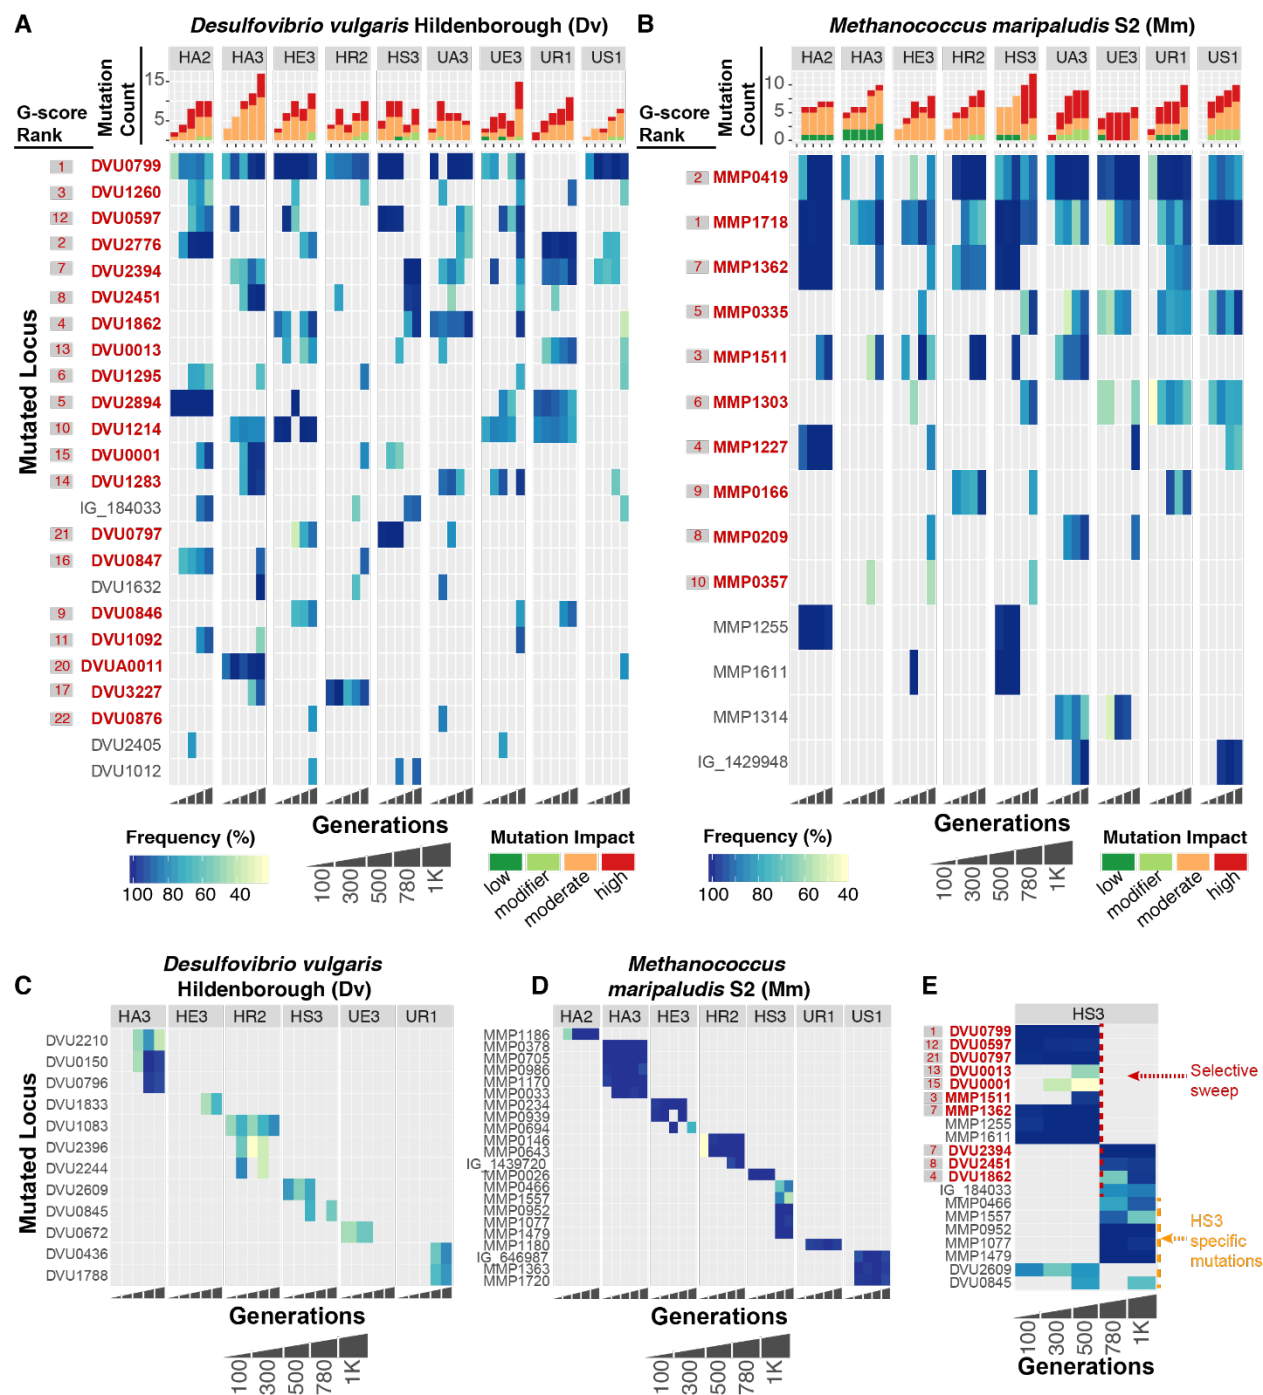 A
Desulfovibrio vulgaris Hildenborough (Dv)
HA2 HA3 HE3 HR2 HS3 UA3 UE3 UR1 US1
G-score
Rank
Mutation
Count
15
5
Mutated Locus
1 DVU0799
3 DVU1260
12 DVU0597
2 DVU2776
7 DVU2394
8 DVU2451
4 DVU1862
13 DVU0013
6 DVU1295
5 DVU2894
10 DVU1214
15 DVU0001
14 DVU1283
IG_184033
21 DVU0797
16 DVU0847
DVU1632
9 DVU0846
11 DVU1092
20 DVUA0011
17 DVU3227
22 DVU0876
DVU2405
DVU1012
Frequency (%)
100 80 60 40
Generations
100 300 500 780 1K
Mutation Impact
low modifier moderate high
B
Methanococcus maripaludis S2 (Mm)
HA2 HA3 HE3 HR2 HS3 UA3 UE3 UR1 US1
G-score
Rank
Mutation
Count
10
5
0
2 MMP0419
1 MMP1718
7 MMP1362
5 MMP0335
3 MMP1511
6 MMP1303
4 MMP1227
9 MMP0166
8 MMP0209
10 MMP0357
MMP1255
MMP1611
MMP1314
IG_1429948
Frequency (%)
100 80 60 40
Generations
100 300 500 780 1K
Mutation Impact
low modifier moderate high
C
Desulfovibrio vulgaris
Hildenborough (Dv)
HA3 HE3 HR2 HS3 UE3 UR1
Mutated Locus
DVU2210
DVU0150
DVU0796
DVU1833
DVU1083
DVU2396
DVU2244
DVU2609
DVU0845
DVU0672
DVU0436
DVU1788
Generations
100 300 500 780 1K
D
Methanococcus
maripaludis S2 (Mm)
HA2 HA3 HE3 HR2 HS3 UR1 US1
MMP1186
MMP0378
MMP0705
MMP0986
MMP1170
MMP0033
MMP0234
MMP0939
MMP0694
MMP0146
MMP0643
IG_1439720
MMP0026
MMP0466
MMP1557
MMP0952
MMP1077
MMP1479
MMP1180
IG_646987
MMP1363
MMP1720
Generations
100 300 500 780 1K
E
HS3
1 DVU0799
12 DVU0597
21 DVU0797
13 DVU0013
15 DVU0001
3 MMP1511
7 MMP1362
MMP1255
MMP1611
7 DVU2394
8 DVU2451
4 DVU1862
IG_184033
MMP0466
MMP1557
MMP0952
MMP1077
MMP1479
DVU2609
DVU0845
Selective
sweep
HS3
specific
mutations
100 300 500 780 1K
Generations